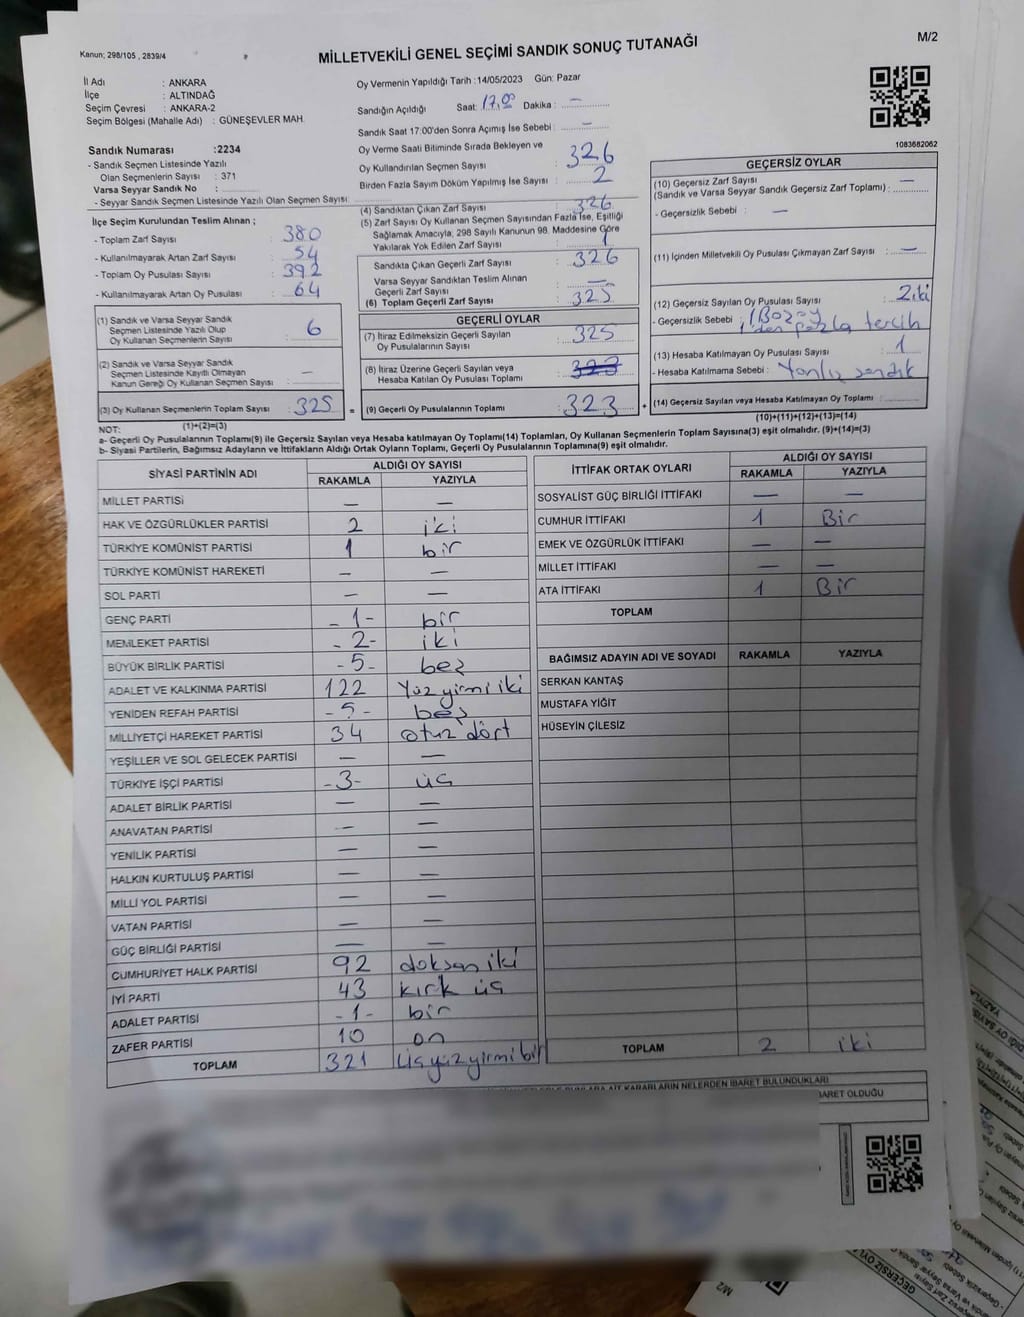 Kanun; 298/105 , 2839/4
MİLLETVEKİLİ GENEL SEÇİMİ SANDIK SONUÇ TUTANAĞI
M/2
İl Adı : ANKARA
İlçe : ALTINDAĞ
Seçim Çevresi : ANKARA-2
Seçim Bölgesi (Mahalle Adı) : GÜNEŞEVLER MAH.
Oy Vermenin Yapıldığı Tarih :14/05/2023 Gün: Pazar
Sandığın Açıldığı Saat: 17.00 Dakika : —
Sandık Saat 17:00'den Sonra Açımış İse Sebebi : —
Sandık Numarası :2234
- Sandık Seçmen Listesinde Yazılı
Olan Seçmenlerin Sayısı : 371
Varsa Seyyar Sandık No :
- Seyyar Sandık Seçmen Listesinde Yazılı Olan Seçmen Sayısı
Oy Verme Saati Bitiminde Sırada Bekleyen ve
Oy Kullandırılan Seçmen Sayısı : 326
Birden Fazla Sayım Döküm Yapılmış İse Sayısı : 2
1083682062
İlçe Seçim Kurulundan Teslim Alınan ;
- Toplam Zarf Sayısı : 380
- Kullanılmayarak Artan Zarf Sayısı : 54
- Toplam Oy Pusulası Sayısı : 392
- Kullanılmayarak Artan Oy Pusulası : 64
(4) Sandıktan Çıkan Zarf Sayısı : 326
(5) Zarf Sayısı Oy Kullanan Seçmen Sayısından Fazla İse, Eşitliği
Sağlamak Amacıyla, 298 Sayılı Kanunun 98. Maddesine Göre
Yakılarak Yok Edilen Zarf Sayısı : 1
Sandıkta Çıkan Geçerli Zarf Sayısı : 326
Varsa Seyyar Sandıktan Teslim Alınan
Geçerli Zarf Sayısı : —
(6) Toplam Geçerli Zarf Sayısı : 325
(1) Sandık ve Varsa Seyyar Sandık
Seçmen Listesinde Yazılı Olup
Oy Kullanan Seçmenlerin Sayısı : 6
(2) Sandık ve Varsa Seyyar Sandık
Seçmen Listesinde Kayıtlı Olmayan
Kanun Gereği Oy Kullanan Seçmen Sayısı : —
(3) Oy Kullanan Seçmenlerin Toplam Sayısı : 325 =
(1)+(2)=(3)
GEÇERLİ OYLAR
(7) İtiraz Edilmeksizin Geçerli Sayılan
Oy Pusulalarının Sayısı : 325
(8) İtiraz Üzerine Geçerli Sayılan veya
Hesaba Katılan Oy Pusulası Toplamı : 323
(9) Geçerli Oy Pusulalarının Toplamı : 323 +
GEÇERSİZ OYLAR
(10) Geçersiz Zarf Sayısı —
(Sandık ve Varsa Seyyar Sandık Geçersiz Zarf Toplamı) :
- Geçersizlik Sebebi : —
(11) İçinden Milletvekili Oy Pusulası Çıkmayan Zarf Sayısı : —
(12) Geçersiz Sayılan Oy Pusulası Sayısı : 2.iki
- Geçersizlik Sebebi : 1 Bozoy
1'den fazla tercih
(13) Hesaba Katılmayan Oy Pusulası Sayısı : 1
- Hesaba Katılmama Sebebi : Yanlış sandık
(14) Geçersiz Sayılan veya Hesaba Katılmayan Oy Toplamı :
(10)+(11)+(12)+(13)=(14)
NOT:
a- Geçerli Oy Pusulalarının Toplamı(9) ile Geçersiz Sayılan veya Hesaba katılmayan Oy Toplamı(14) Toplamları, Oy Kullanan Seçmenlerin Toplam Sayısına(3) eşit olmalıdır. (9)+(14)=(3)
b- Siyasi Partilerin, Bağımsız Adayların ve İttifakların Aldığı Ortak Oyların Toplamı, Geçerli Oy Pusulalarının Toplamına(9) eşit olmalıdır.
SİYASİ PARTİNİN ADI ALDIĞI OY SAYISI
RAKAMLA YAZIYLA
MİLLET PARTİSİ — —
HAK VE ÖZGÜRLÜKLER PARTİSİ 2 iki
TÜRKİYE KOMÜNİST PARTİSİ 1 bir
TÜRKİYE KOMÜNİST HAREKETİ — —
SOL PARTİ — —
GENÇ PARTİ -1- bir
MEMLEKET PARTİSİ -2- iki
BÜYÜK BİRLİK PARTİSİ -5- beş
ADALET VE KALKINMA PARTİSİ 122 Yüz yirmi iki
YENİDEN REFAH PARTİSİ -5- beş
MİLLİYETÇİ HAREKET PARTİSİ 34 otuz dört
YEŞİLLER VE SOL GELECEK PARTİSİ — —
TÜRKİYE İŞÇİ PARTİSİ -3- üç
ADALET BİRLİK PARTİSİ — —
ANAVATAN PARTİSİ — —
YENİLİK PARTİSİ — —
HALKIN KURTULUŞ PARTİSİ — —
MİLLİ YOL PARTİSİ — —
VATAN PARTİSİ — —
GÜÇ BİRLİĞİ PARTİSİ — —
CUMHURİYET HALK PARTİSİ 92 doksan iki
İYİ PARTİ 43 kırk üç
ADALET PARTİSİ -1- bir
ZAFER PARTİSİ 10 on
TOPLAM 321 üçyüz yirmi bir
İTTİFAK ORTAK OYLARI ALDIĞI OY SAYISI
RAKAMLA YAZIYLA
SOSYALİST GÜÇ BİRLİĞİ İTTİFAKI — —
CUMHUR İTTİFAKI 1 Bir
EMEK VE ÖZGÜRLÜK İTTİFAKI — —
MİLLET İTTİFAKI — —
ATA İTTİFAKI 1 Bir
TOPLAM
BAĞIMSIZ ADAYIN ADI VE SOYADI RAKAMLA YAZIYLA
SERKAN KANTAŞ
MUSTAFA YİĞİT
HÜSEYİN ÇİLESİZ
TOPLAM 2 iki
AİT KARARLARIN NELERDEN İBARET BULUNDUKLARI
İBARET OLDUĞU